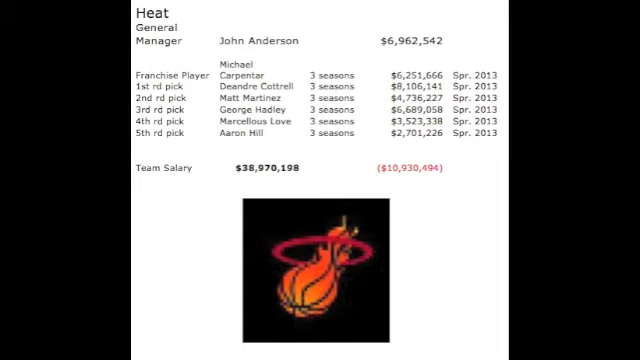 Heat
General
Manager John Anderson $6,962,542
Michael
Franchise Player Carpentar 3 seasons $6,251,666 Spr. 2013
1st rd pick Deandre Cottrell 3 seasons $8,106,141 Spr. 2013
2nd rd pick Matt Martinez 3 seasons $4,736,227 Spr. 2013
3rd rd pick George Hadley 3 seasons $6,689,058 Spr. 2013
4th rd pick Marcellous Love 3 seasons $3,523,338 Spr. 2013
5th rd pick Aaron Hill 3 seasons $2,701,226 Spr. 2013
Team Salary $38,970,198 ($10,930,494)